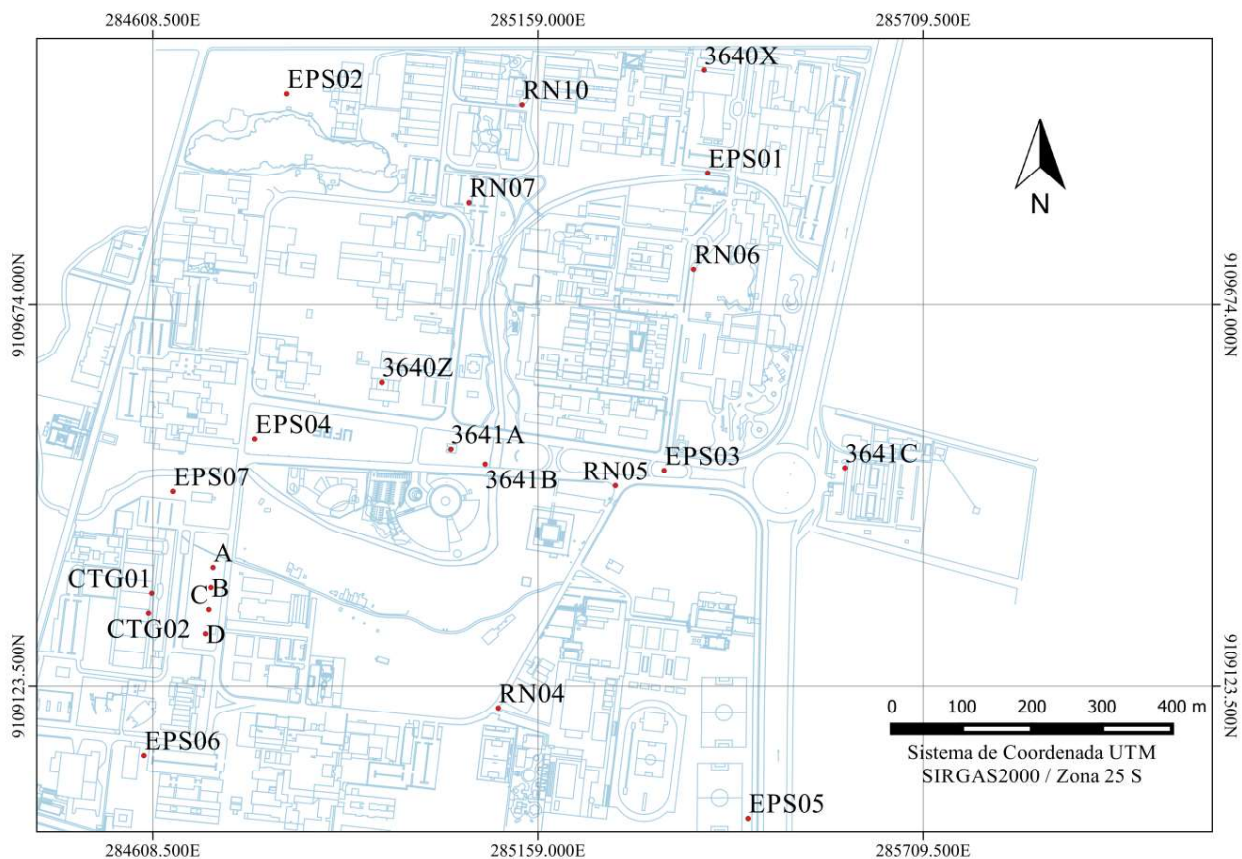 284608.500E
285159.000E
285709.500E
3640X
EPS02
RN10
EPS01
RN07
N
RN06
9109674.000N
9109674.000N
3640Z
EPS04
3641A
3641B
EPS03
3641C
RN05
EPS07
UFRPE
A
CTG01
B
C
CTG02
D
RN04
9109123.500N
9109123.500N
0 100 200 300 400 m
EPS06
Sistema de Coordenada UTM
SIRGAS2000 / Zona 25 S
EPS05
284608.500E
285159.000E
285709.500E